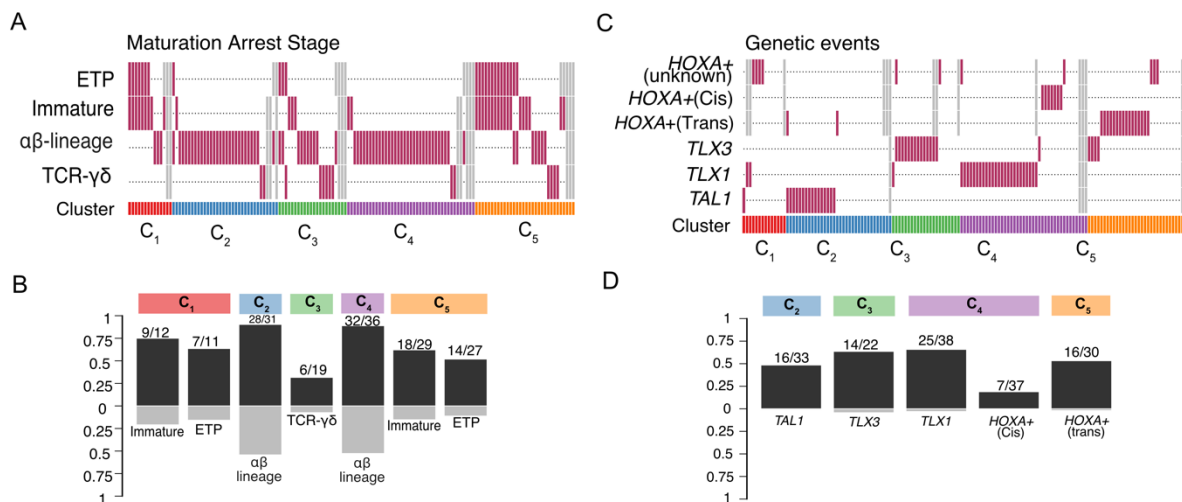 A
Maturation Arrest Stage
ETP
Immature
αβ-lineage
TCR-γδ
Cluster
C1 C2 C3 C4 C5
C
Genetic events
HOXA+
(unknown)
HOXA+(Cis)
HOXA+(Trans)
TLX3
TLX1
TAL1
Cluster
C1 C2 C3 C4 C5
B
C1 C2 C3 C4 C5
1
0.75
0.5
0.25
0
0.25
0.5
0.75
1
9/12 7/11 28/31 6/19 32/36 18/29 14/27
Immature ETP αβ lineage TCR-γδ αβ lineage Immature ETP
D
C2 C3 C4 C5
1
0.75
0.5
0.25
0
0.25
0.5
0.75
1
16/33 14/22 25/38 7/37 16/30
TAL1 TLX3 TLX1 HOXA+ (Cis) HOXA+ (trans)